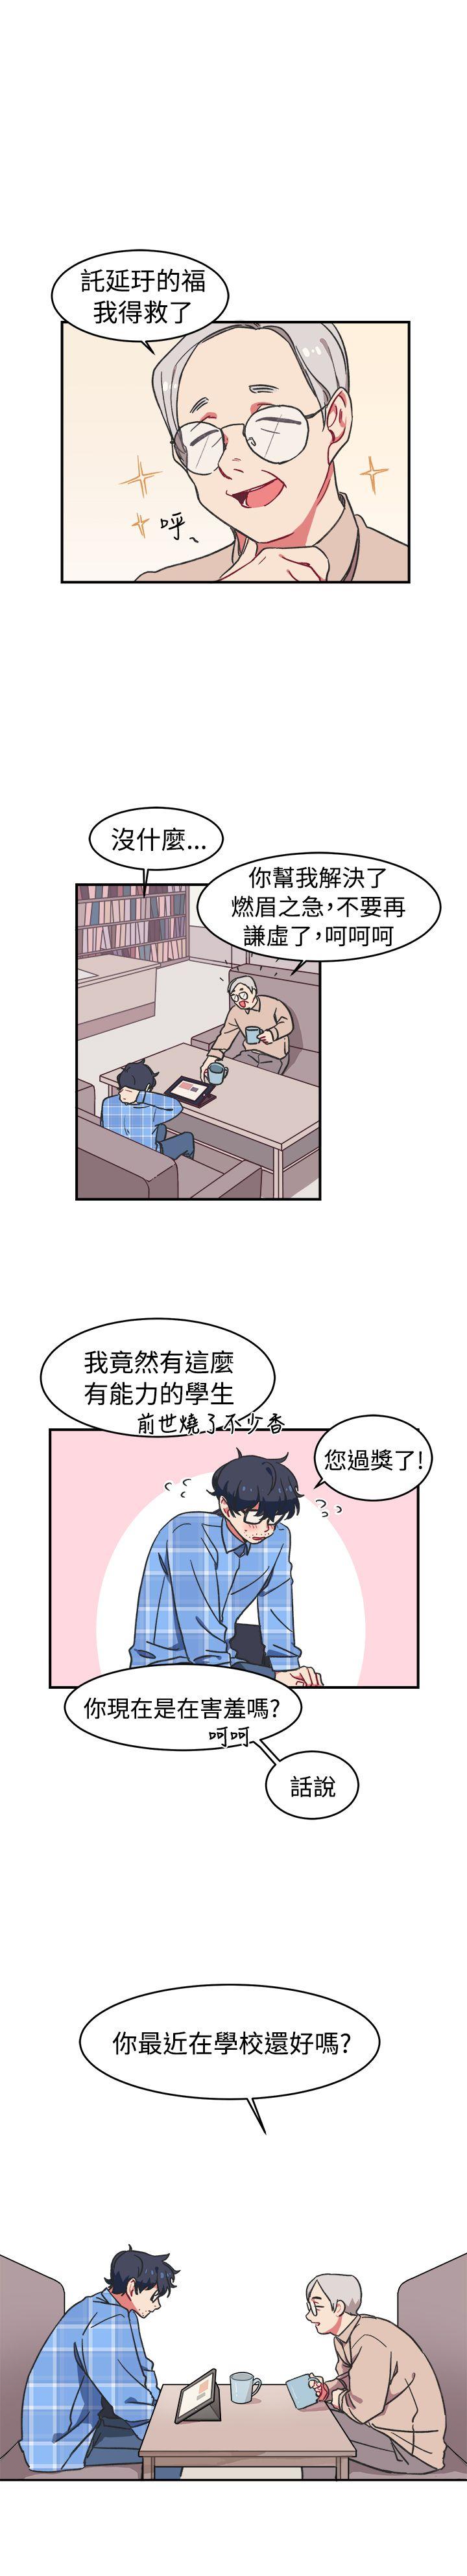 託延玗的福
我得救了
呼、
沒什麼...
你幫我解決了
燃眉之急,不要再
謙虛了,呵呵呵
我竟然有這麼
有能力的學生
前世燒了不少香
您過獎了!
你現在是在害羞嗎?
呵呵
話說
你最近在學校還好嗎?